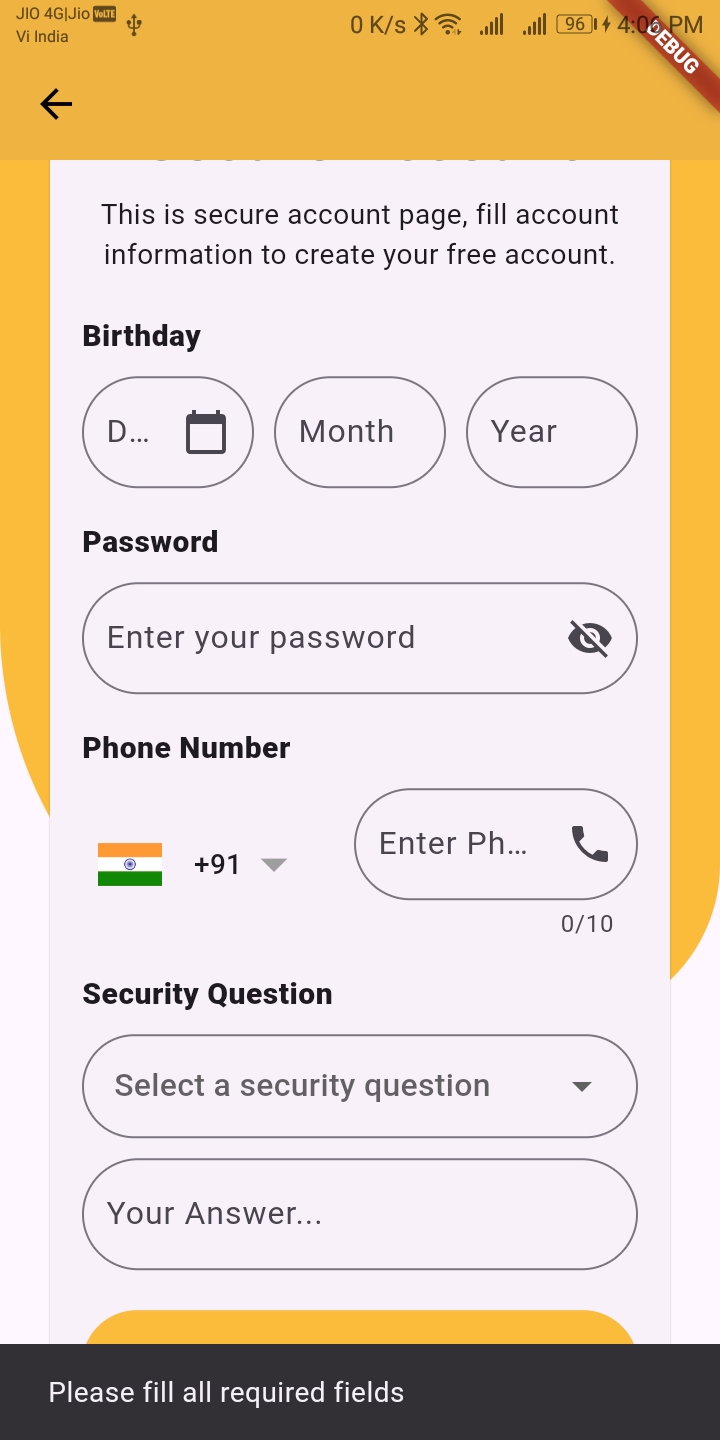 JIO 4G|Jio VoLTE
Vi India
0 K/s 96 4:06 PM
DEBUG
This is secure account page, fill account
information to create your free account.
Birthday
D... Month Year
Password
Enter your password
Phone Number
+91 Enter Ph...
0/10
Security Question
Select a security question
Your Answer...
Please fill all required fields